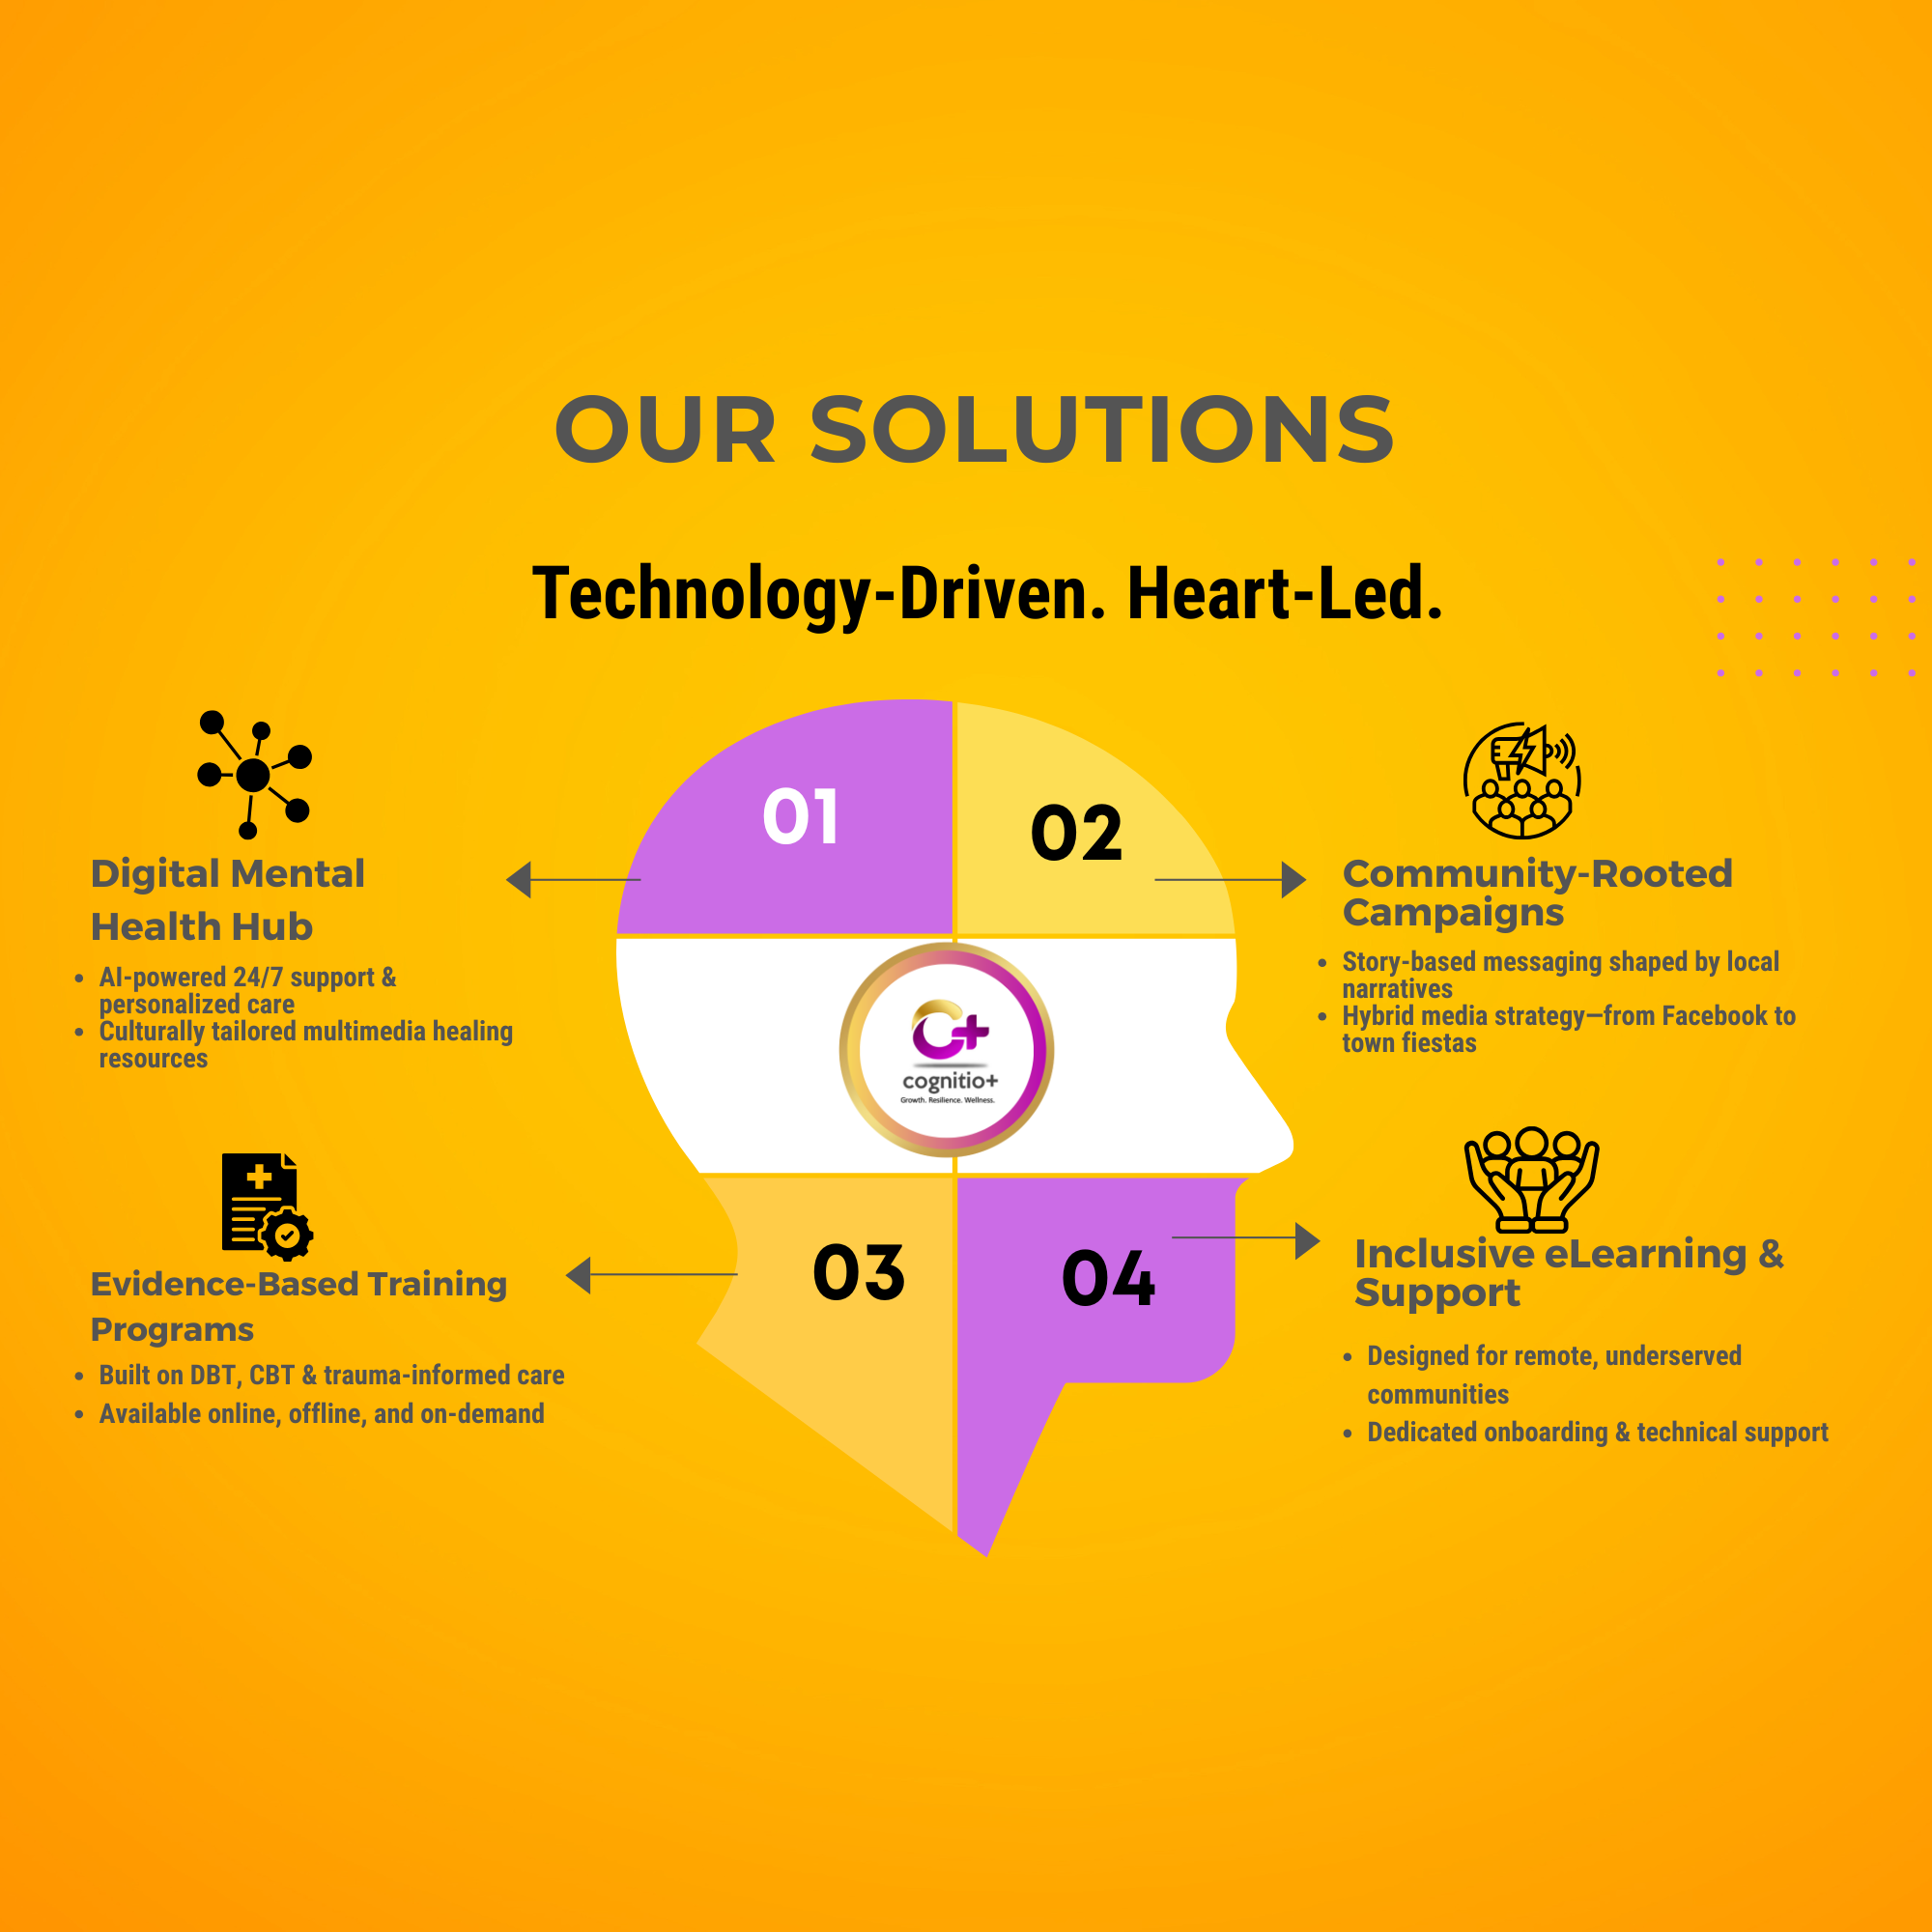 OUR SOLUTIONS
Technology-Driven. Heart-Led.
01
Digital Mental
Health Hub
• AI-powered 24/7 support &
personalized care
• Culturally tailored multimedia healing
resources
02
Community-Rooted
Campaigns
• Story-based messaging shaped by local
narratives
• Hybrid media strategy—from Facebook to
town fiestas
C+
cognitio+
Growth. Resilience. Wellness.
03
Evidence-Based Training
Programs
• Built on DBT, CBT & trauma-informed care
• Available online, offline, and on-demand
04
Inclusive eLearning &
Support
• Designed for remote, underserved
communities
• Dedicated onboarding & technical support